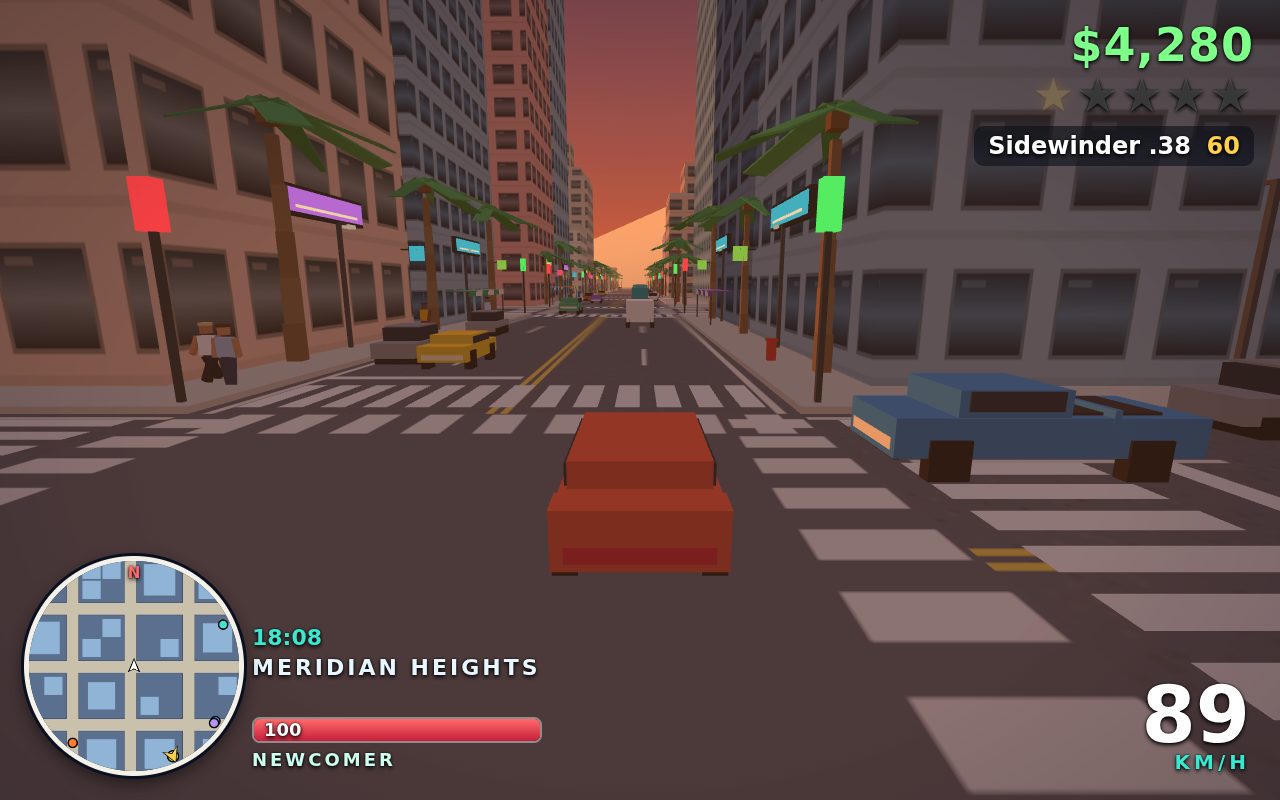 $4,280
Sidewinder .38 60
N
18:08
MERIDIAN HEIGHTS
100
NEWCOMER
89
KM/H